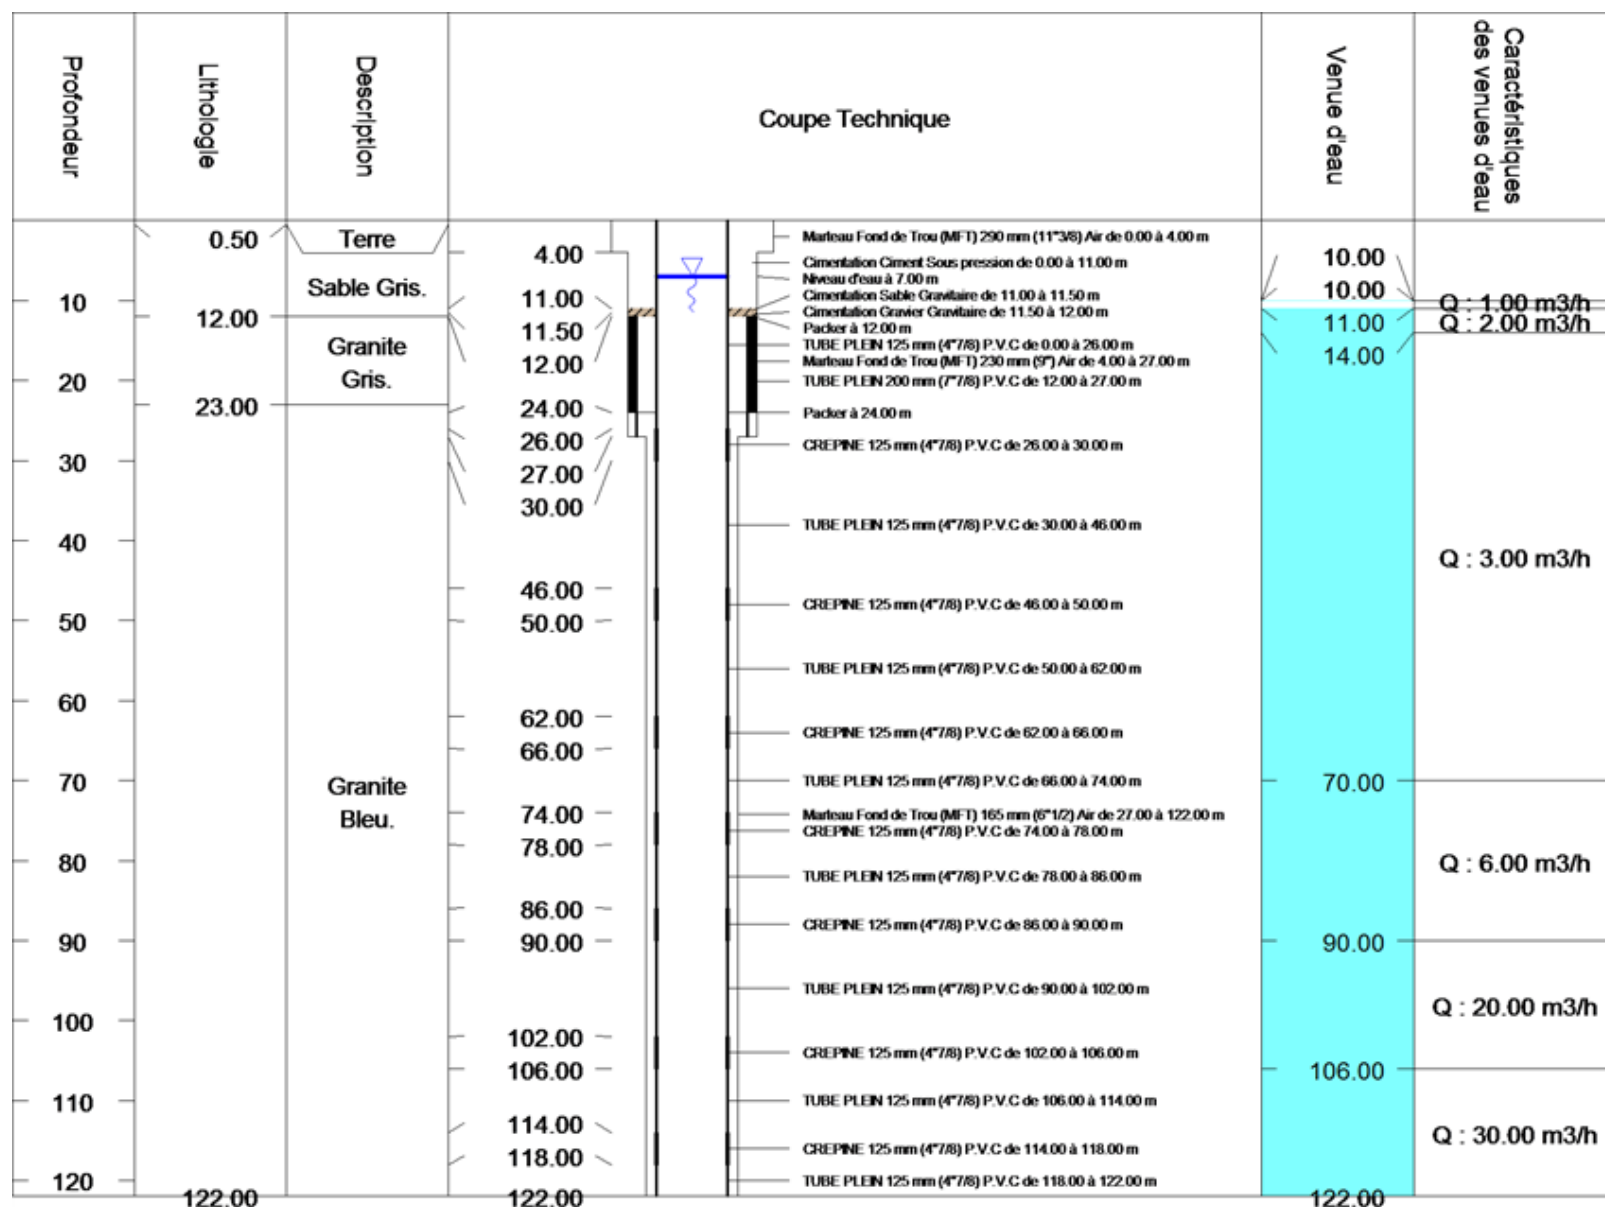 Profondeur
Lithologie
Description
Coupe Technique
Venue d'eau
Caractéristiques
des venues d'eau
0.50
Terre
4.00
Marteau Fond de Trou (MFT) 290 mm (11"3/8) Air de 0.00 à 4.00 m
10.00
Cimentation Ciment Sous pression de 0.00 à 11.00 m
Niveau d'eau à 7.00 m
Sable Gris.
10.00
10
11.00
Cimentation Sable Gravitaire de 11.00 à 11.50 m
Q : 1.00 m3/h
12.00
Cimentation Gravier Gravitaire de 11.50 à 12.00 m
11.50
Packer à 12.00 m
11.00
Q : 2.00 m3/h
Granite
Gris.
TUBE PLEIN 125 mm (4"7/8) P.V.C de 0.00 à 26.00 m
12.00
Marteau Fond de Trou (MFT) 230 mm (9") Air de 4.00 à 27.00 m
14.00
20
TUBE PLEIN 200 mm (7"7/8) P.V.C de 12.00 à 27.00 m
23.00
24.00
Packer à 24.00 m
26.00
CREPINE 125 mm (4"7/8) P.V.C de 26.00 à 30.00 m
30
27.00
30.00
TUBE PLEIN 125 mm (4"7/8) P.V.C de 30.00 à 46.00 m
40
Q : 3.00 m3/h
46.00
CREPINE 125 mm (4"7/8) P.V.C de 46.00 à 50.00 m
50
50.00
TUBE PLEIN 125 mm (4"7/8) P.V.C de 50.00 à 62.00 m
60
62.00
CREPINE 125 mm (4"7/8) P.V.C de 62.00 à 66.00 m
66.00
70
Granite
Bleu.
TUBE PLEIN 125 mm (4"7/8) P.V.C de 66.00 à 74.00 m
70.00
74.00
Marteau Fond de Trou (MFT) 165 mm (6"1/2) Air de 27.00 à 122.00 m
CREPINE 125 mm (4"7/8) P.V.C de 74.00 à 78.00 m
78.00
80
TUBE PLEIN 125 mm (4"7/8) P.V.C de 78.00 à 86.00 m
Q : 6.00 m3/h
86.00
CREPINE 125 mm (4"7/8) P.V.C de 86.00 à 90.00 m
90
90.00
90.00
TUBE PLEIN 125 mm (4"7/8) P.V.C de 90.00 à 102.00 m
Q : 20.00 m3/h
100
102.00
CREPINE 125 mm (4"7/8) P.V.C de 102.00 à 106.00 m
106.00
106.00
110
TUBE PLEIN 125 mm (4"7/8) P.V.C de 106.00 à 114.00 m
114.00
Q : 30.00 m3/h
CREPINE 125 mm (4"7/8) P.V.C de 114.00 à 118.00 m
118.00
120
TUBE PLEIN 125 mm (4"7/8) P.V.C de 118.00 à 122.00 m
122.00
122.00
122.00